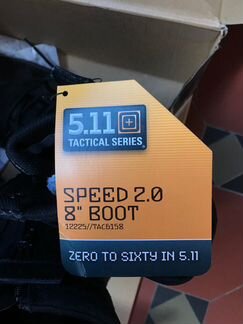 5.11
TACTICAL SERIES
SPEED 2.0
8" BOOT
12225//TAC6158
ZERO TO SIXTY IN 5.11